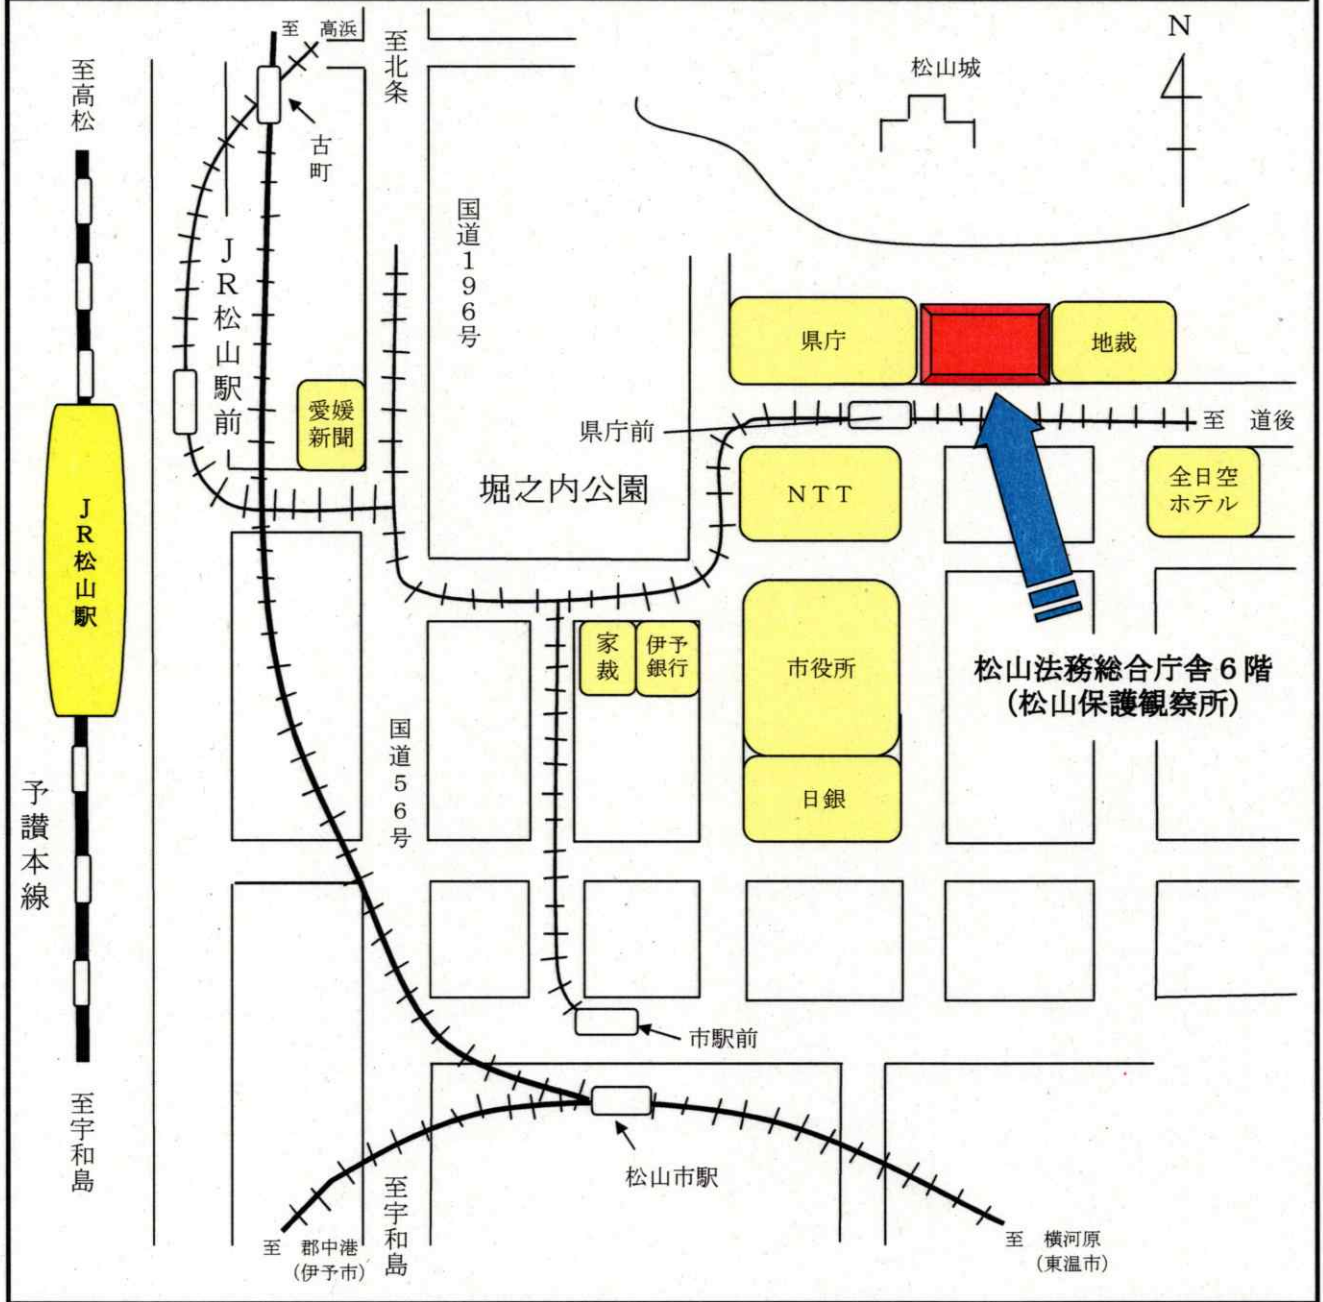 至　高浜
至北条
N
至高松
松山城
古町
国道１９６号
ＪＲ松山駅前
県庁
地裁
愛媛
新聞
県庁前
至　道後
堀之内公園
ＮＴＴ
全日空
ホテル
ＪＲ松山駅
家裁
伊予
銀行
市役所
松山法務総合庁舎６階
（松山保護観察所）
国道５６号
日銀
予讃本線
市駅前
至宇和島
松山市駅
至宇和島
至　郡中港
（伊予市）
至　横河原
（東温市）